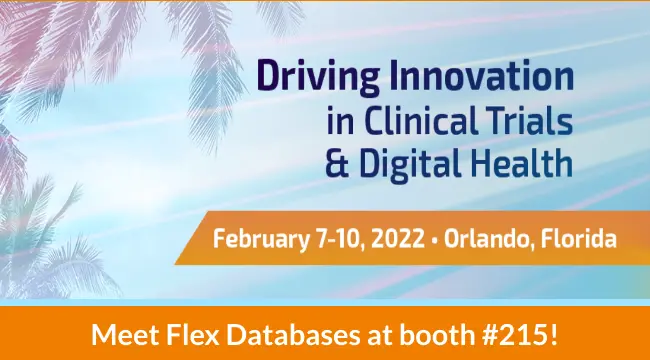 Driving Innovation
in Clinical Trials
& Digital Health
February 7-10, 2022 • Orlando, Florida
Meet Flex Databases at booth #215!